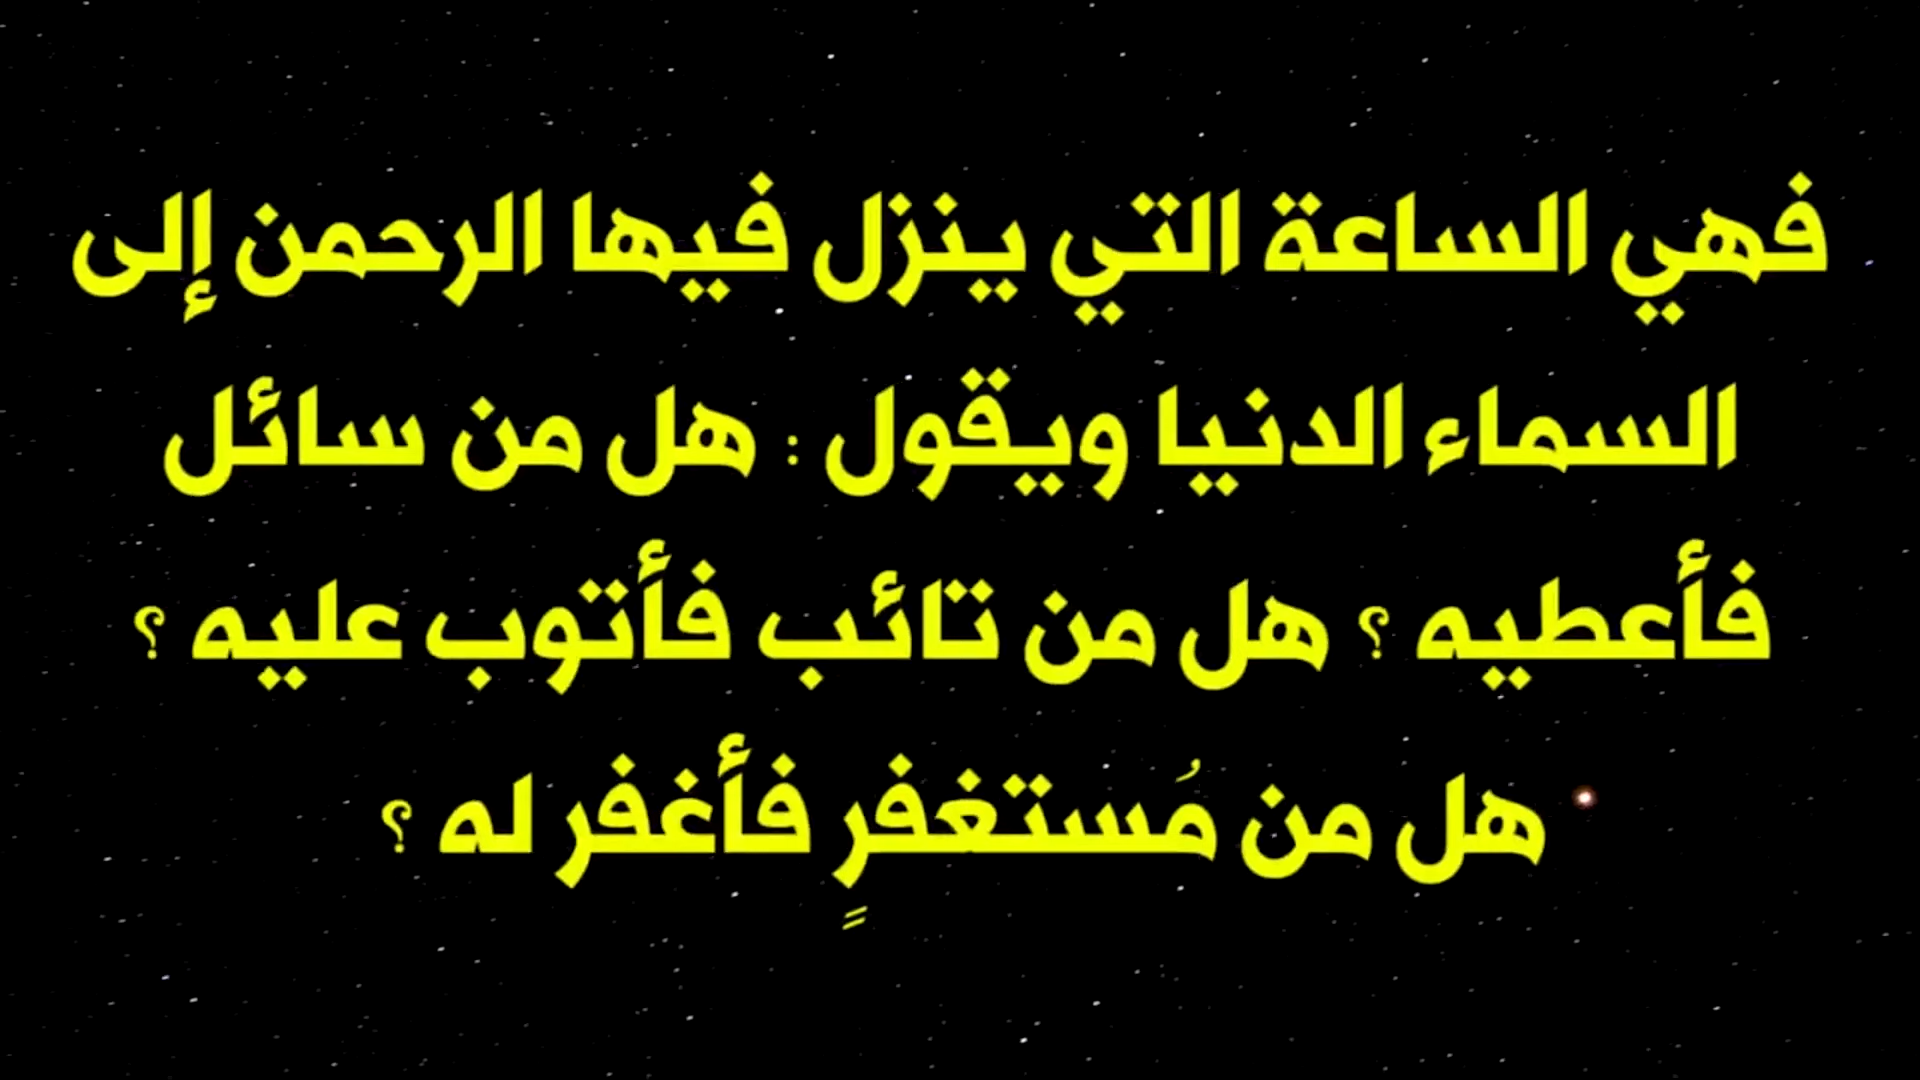 فهي الساعة التي ينزل فيها الرحمن إلى
السماء الدنيا ويقول : هل من سائل
فأعطيه ؟ هل من تائب فأتوب عليه ؟
هل من مُستغفرٍ فأغفر له ؟